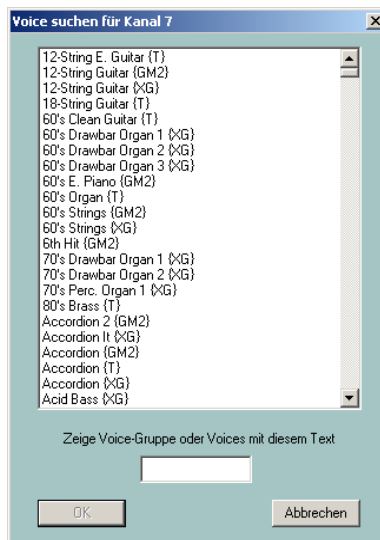 Voice suchen für Kanal 7
12-String E. Guitar {T}
12-String Guitar {GM2}
12-String Guitar {XG}
18-String Guitar {T}
60's Clean Guitar {T}
60's Drawbar Organ 1 {XG}
60's Drawbar Organ 2 {XG}
60's Drawbar Organ 3 {XG}
60's E. Piano {GM2}
60's Organ {T}
60's Strings {GM2}
60's Strings {XG}
6th Hit {GM2}
70's Drawbar Organ 1 {XG}
70's Drawbar Organ 2 {XG}
70's Perc. Organ 1 {XG}
80's Brass {T}
Accordion 2 {GM2}
Accordion It {XG}
Accordion {GM2}
Accordion {T}
Accordion {XG}
Acid Bass {XG}
Zeige Voice-Gruppe oder Voices mit diesem Text
OK
Abbrechen